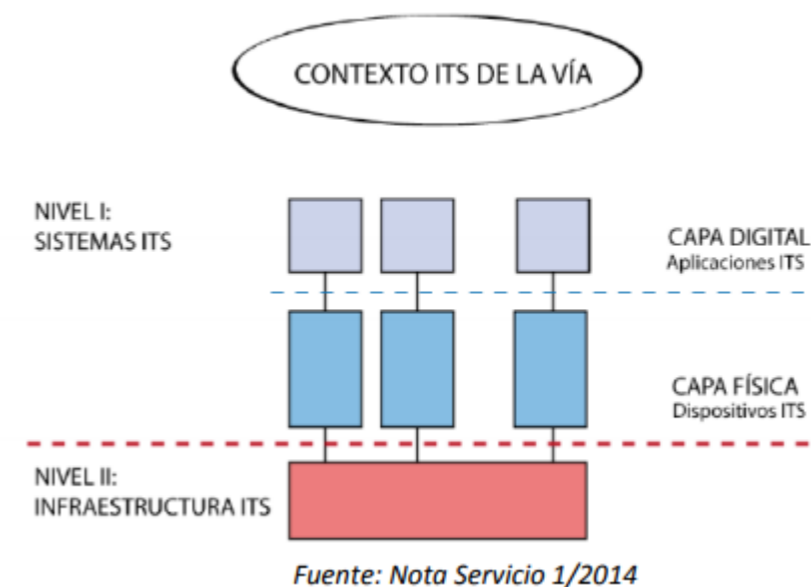 CONTEXTO ITS DE LA VÍA
NIVEL I:
SISTEMAS ITS
CAPA DIGITAL
Aplicaciones ITS
CAPA FÍSICA
Dispositivos ITS
NIVEL II:
INFRAESTRUCTURA ITS
Fuente: Nota Servicio 1/2014